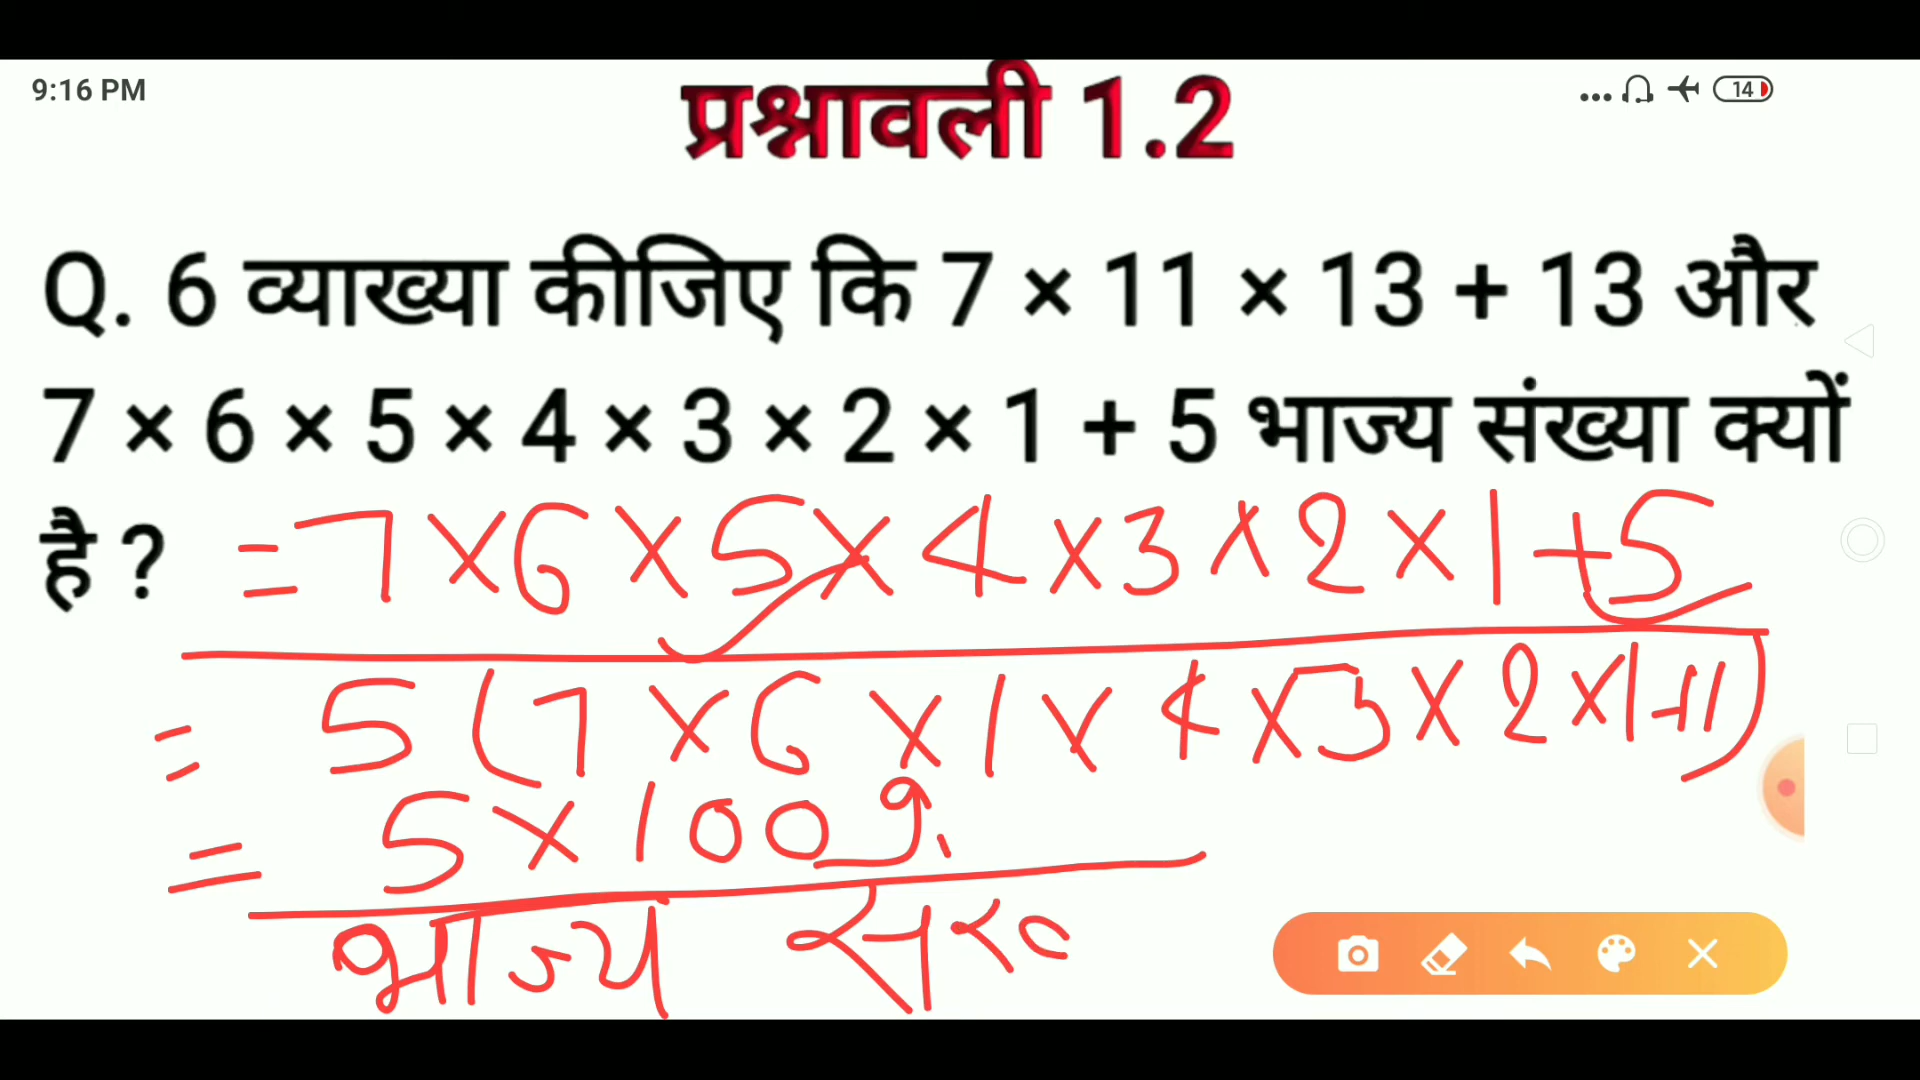 9:16 PM
14
प्रश्नावली 1.2
Q. 6 व्याख्या कीजिए कि 7 × 11 × 13 + 13 और
7 × 6 × 5 × 4 × 3 × 2 × 1 + 5 भाज्य संख्या क्यों
है ?
= 7 × 6 × 5 × 4 × 3 × 2 × 1 + 5
= 5 ( 7 × 6 × 1 × 4 × 3 × 2 × 1 + 1 )
= 5 × 1009.
भाज्य